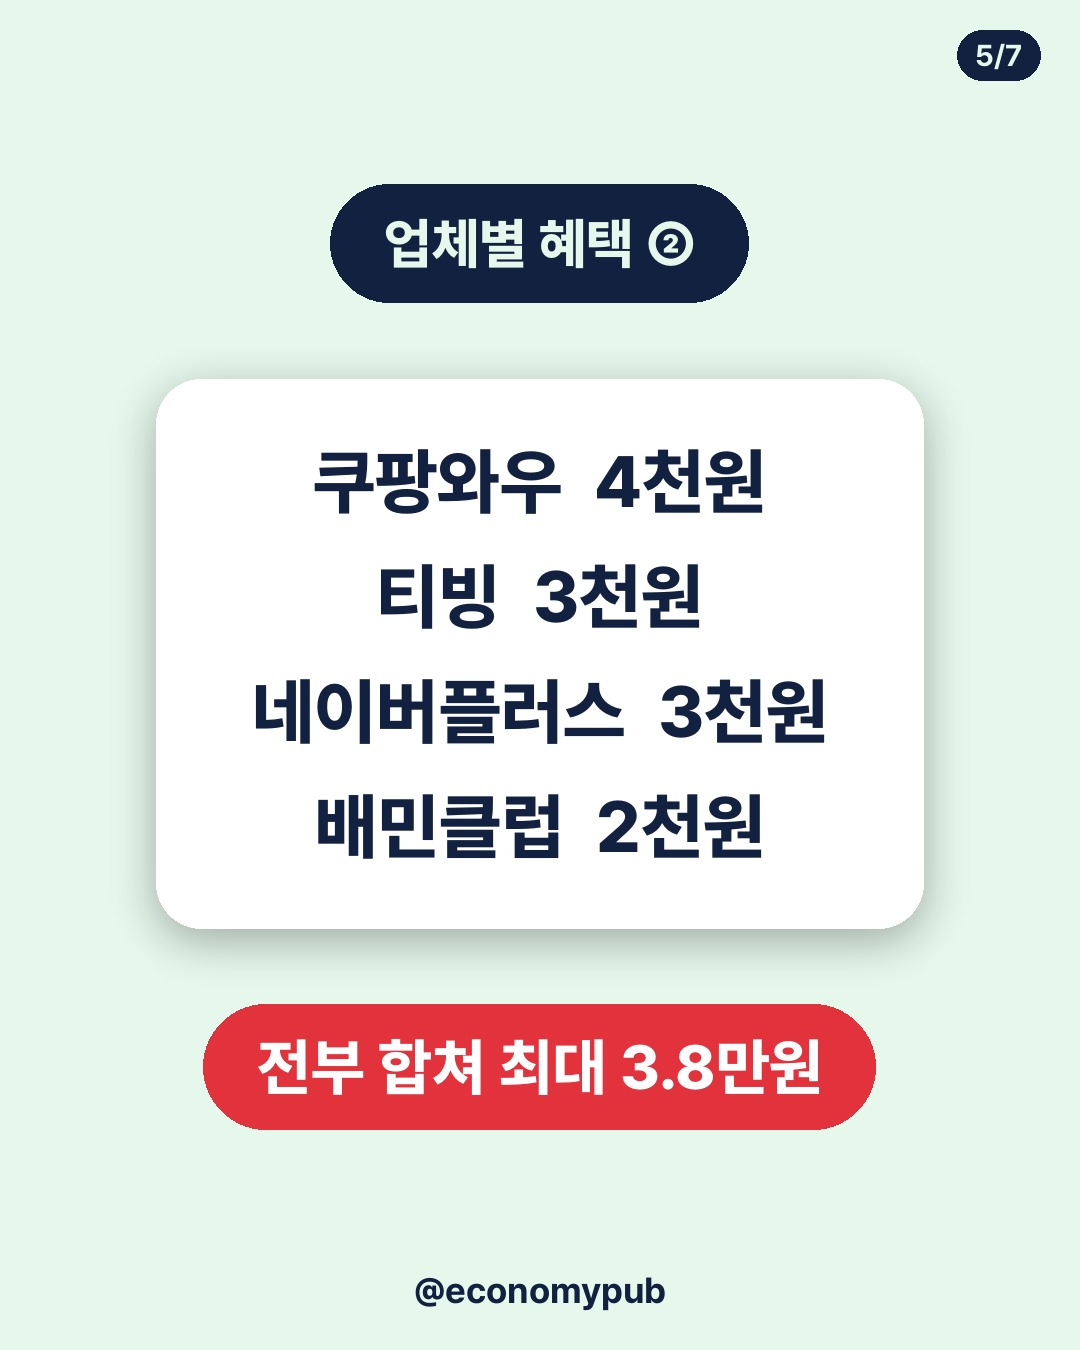 5/7
업체별 혜택 ❷
쿠팡와우 4천원
티빙 3천원
네이버플러스 3천원
배민클럽 2천원
전부 합쳐 최대 3.8만원
@economypub